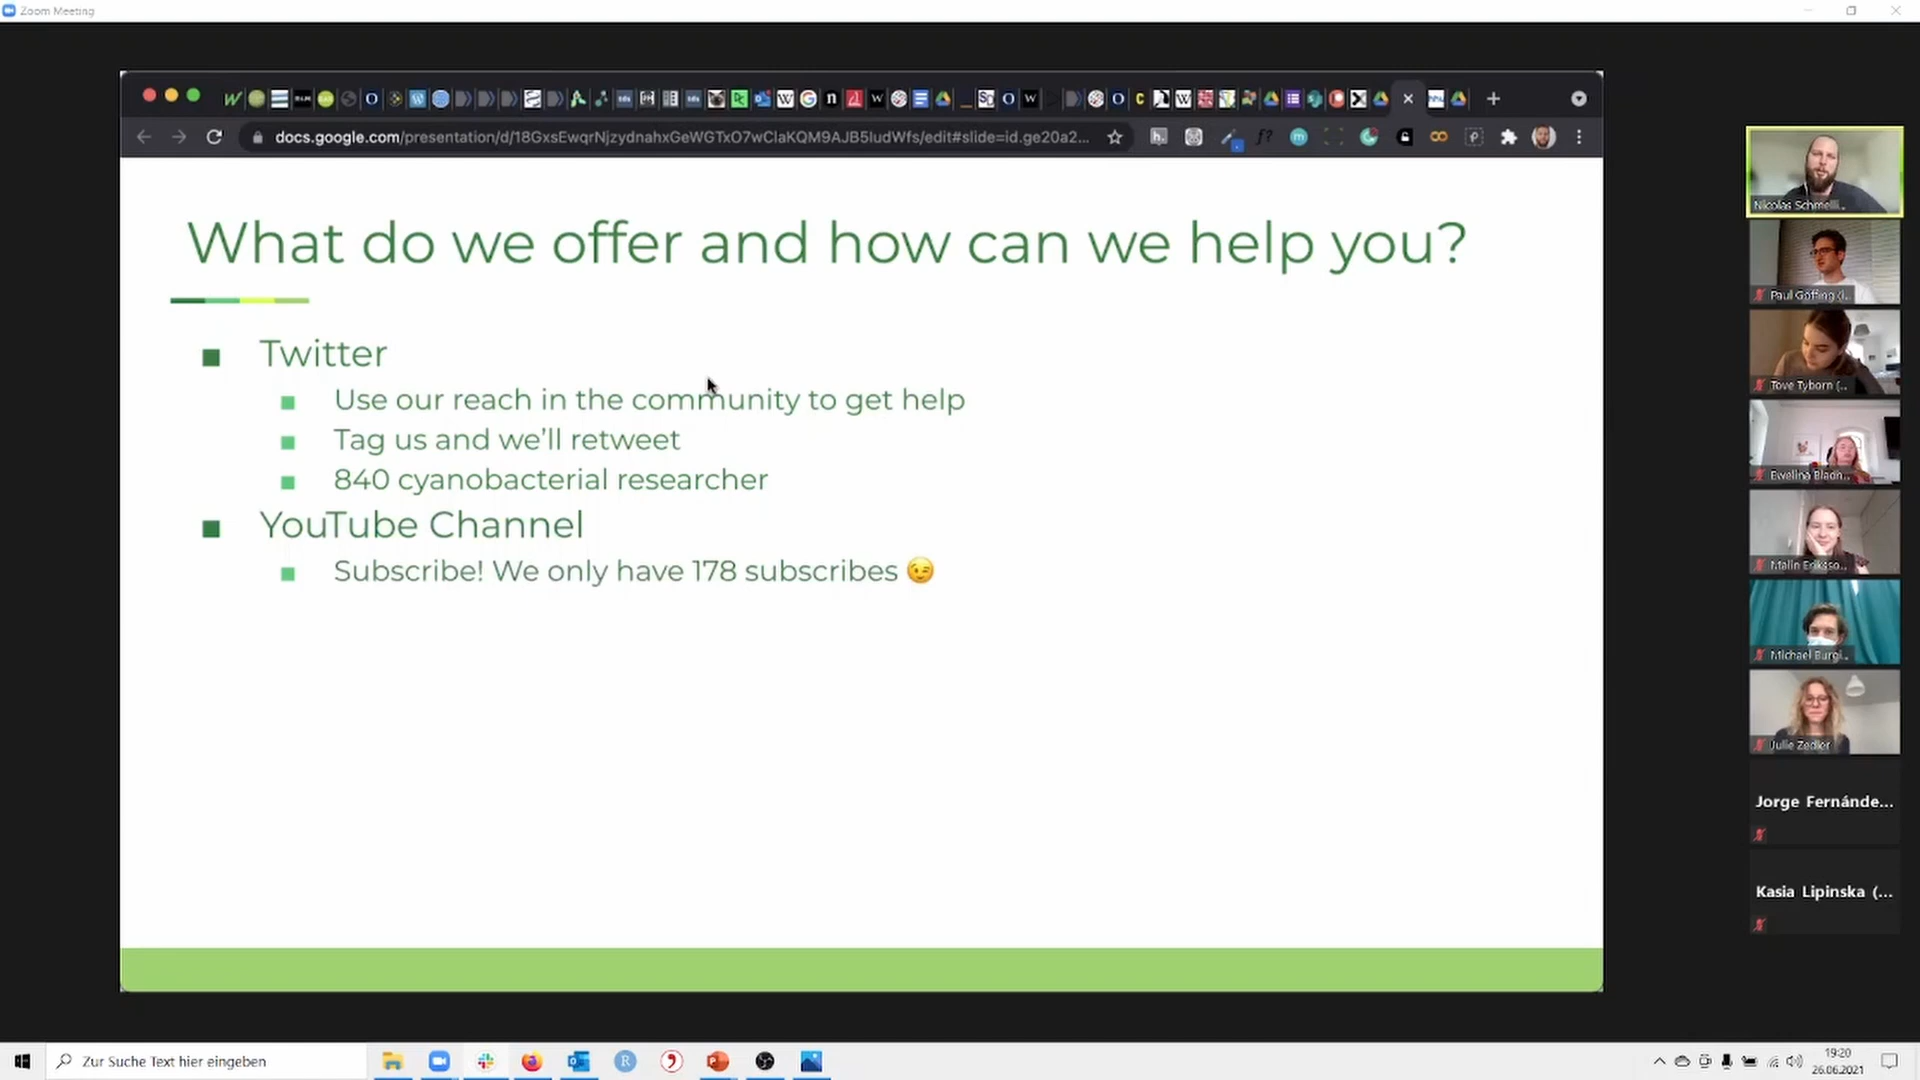 Zoom Meeting
docs.google.com/presentation/d/18GxsEwqrNjzydnahxGeWGTxO7wClaKQM9AJB5IudWfs/edit#slide=id.ge20a2...
What do we offer and how can we help you?
Twitter
Use our reach in the community to get help
Tag us and we'll retweet
840 cyanobacterial researcher
YouTube Channel
Subscribe! We only have 178 subscribes 😉
Nicolas Schmelli...
Paul Göffing (i...
Tove Tyborn (...
Ewelina Bladn...
Malin Eriksso...
Michael Burgi...
Julie Zedler
Jorge Fernánde...
Kasia Lipinska (...
Zur Suche Text hier eingeben
19:20
26.06.2021